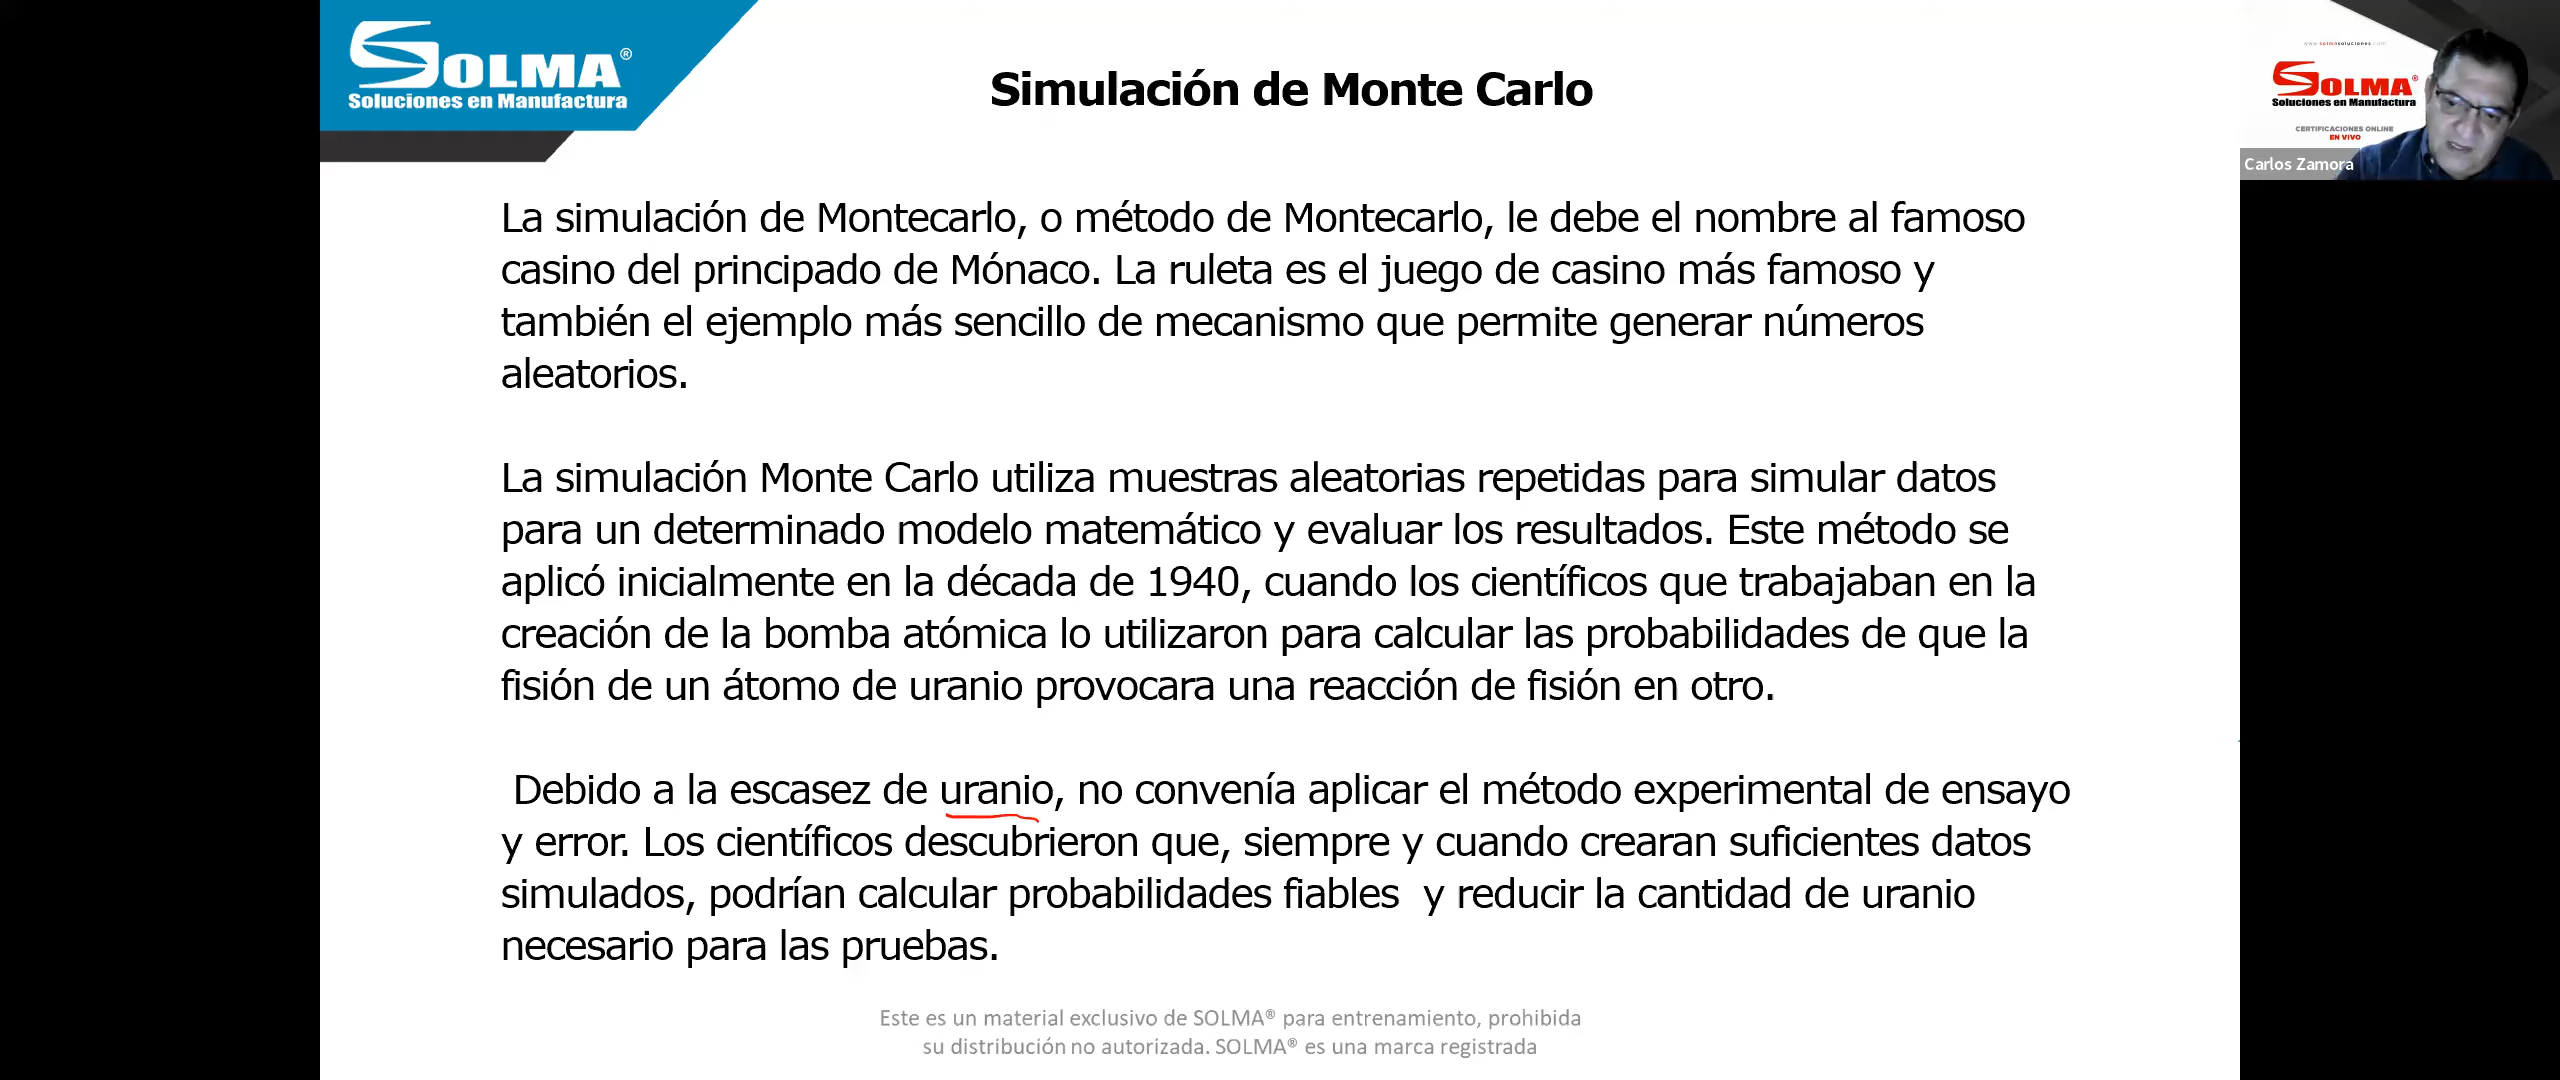 SOLMA®
Soluciones en Manufactura
Simulación de Monte Carlo
www.solmasoluciones.com
SOLMA®
Soluciones en Manufactura
CERTIFICACIONES ONLINE
EN VIVO
Carlos Zamora
La simulación de Montecarlo, o método de Montecarlo, le debe el nombre al famoso
casino del principado de Mónaco. La ruleta es el juego de casino más famoso y
también el ejemplo más sencillo de mecanismo que permite generar números
aleatorios.
La simulación Monte Carlo utiliza muestras aleatorias repetidas para simular datos
para un determinado modelo matemático y evaluar los resultados. Este método se
aplicó inicialmente en la década de 1940, cuando los científicos que trabajaban en la
creación de la bomba atómica lo utilizaron para calcular las probabilidades de que la
fisión de un átomo de uranio provocara una reacción de fisión en otro.
Debido a la escasez de uranio, no convenía aplicar el método experimental de ensayo
y error. Los científicos descubrieron que, siempre y cuando crearan suficientes datos
simulados, podrían calcular probabilidades fiables  y reducir la cantidad de uranio
necesario para las pruebas.
Este es un material exclusivo de SOLMA® para entrenamiento, prohibida
su distribución no autorizada. SOLMA® es una marca registrada